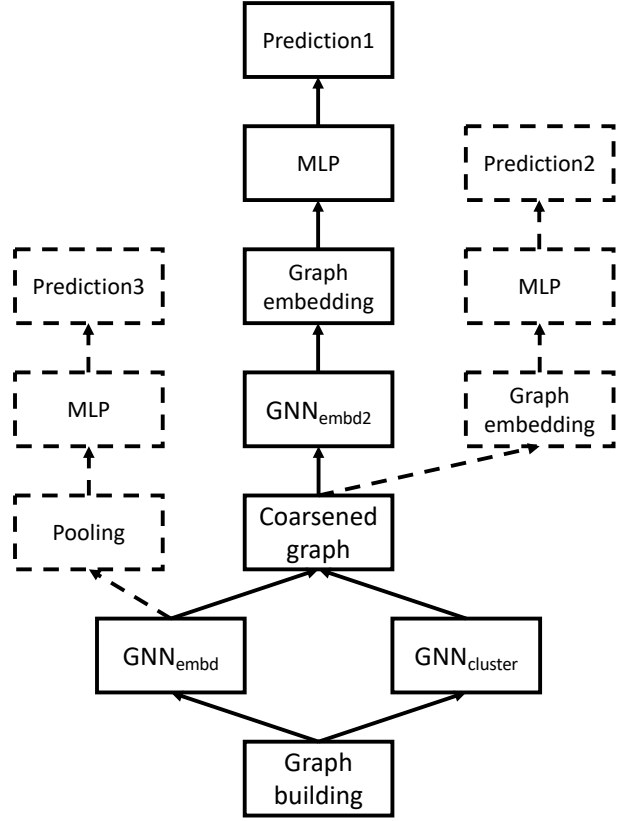 Prediction1
MLP
Prediction2
Graph
embedding
Prediction3
MLP
GNNembd2
MLP
Graph
embedding
Pooling
Coarsened
graph
GNNembd
GNNcluster
Graph
building